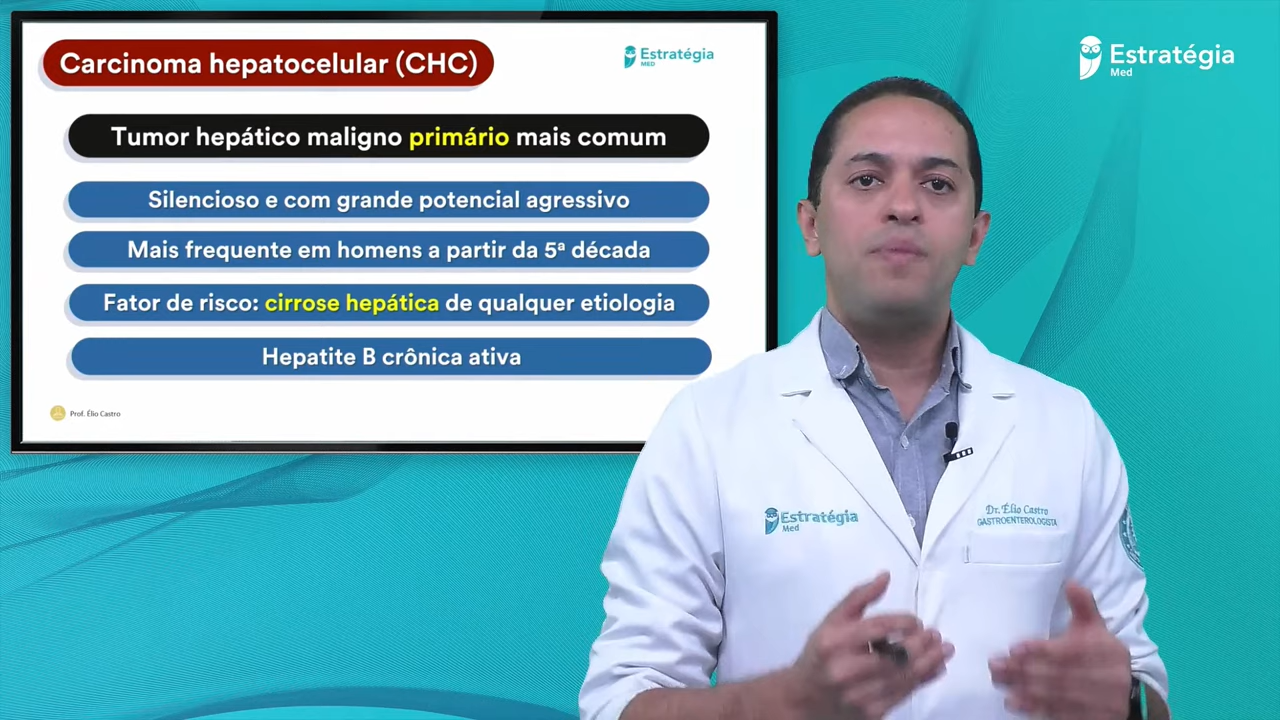 Carcinoma hepatocelular (CHC)
Estratégia
MED
Tumor hepático maligno primário mais comum
Silencioso e com grande potencial agressivo
Mais frequente em homens a partir da 5ª década
Fator de risco: cirrose hepática de qualquer etiologia
Hepatite B crônica ativa
Prof. Élio Castro
Estratégia
Med
Estratégia
Med
Dr. Élio Castro
GASTROENTEROLOGISTA